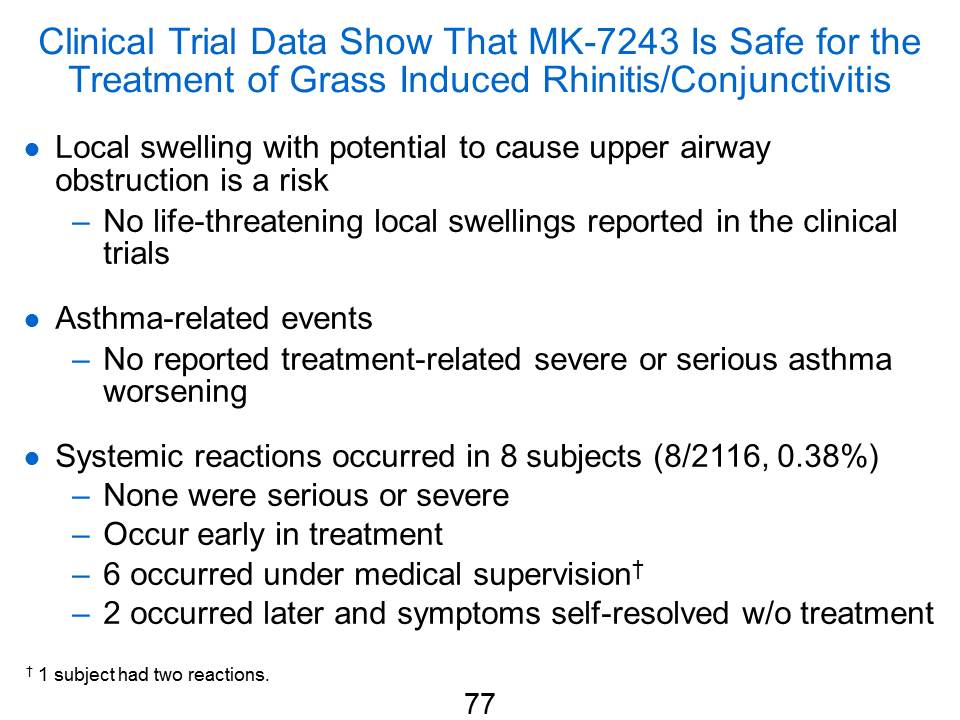 Clinical Trial Data Show That MK-7243 Is Safe for the
Treatment of Grass Induced Rhinitis/Conjunctivitis
● Local swelling with potential to cause upper airway
obstruction is a risk
– No life-threatening local swellings reported in the clinical
trials
● Asthma-related events
– No reported treatment-related severe or serious asthma
worsening
● Systemic reactions occurred in 8 subjects (8/2116, 0.38%)
– None were serious or severe
– Occur early in treatment
– 6 occurred under medical supervision†
– 2 occurred later and symptoms self-resolved w/o treatment
† 1 subject had two reactions.
77